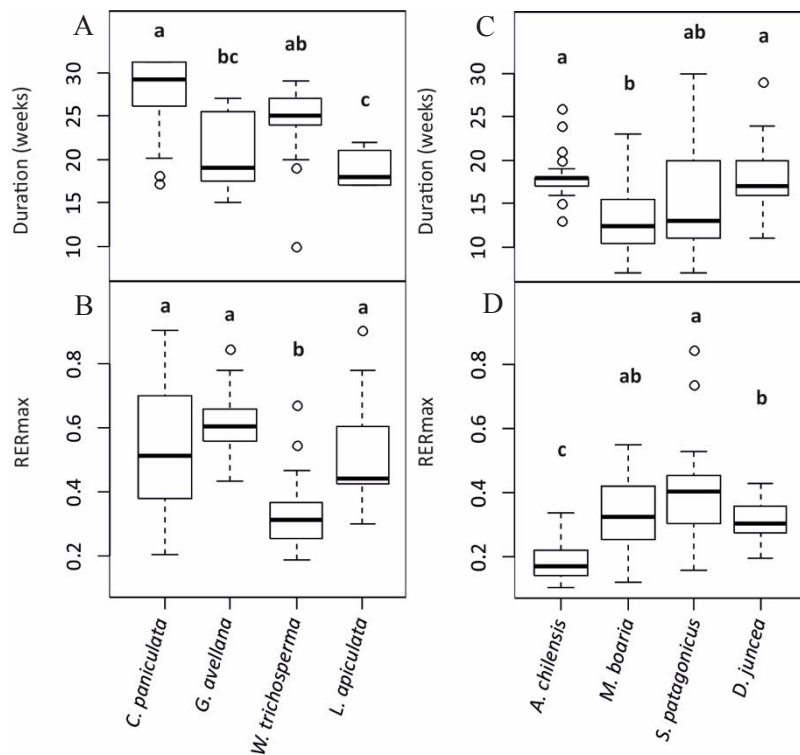 A
a
bc
ab
c
Duration (weeks)
30
25
20
15
10
B
a
a
b
a
RERmax
0.8
0.6
0.4
0.2
C. paniculata
G. avellana
W. trichosperma
L. apiculata
C
a
b
ab
a
Duration (weeks)
30
25
20
15
10
D
c
ab
a
b
RERmax
0.8
0.6
0.4
0.2
A. chilensis
M. boaria
S. patagonicus
D. juncea